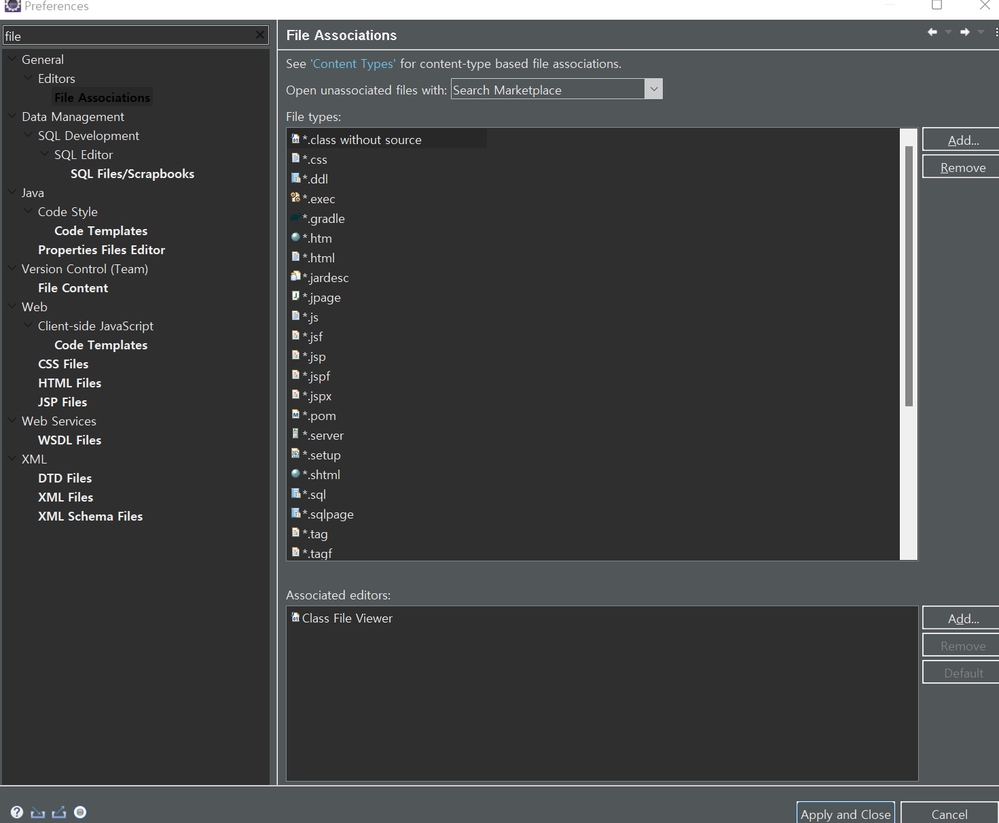 Preferences
file
General
Editors
File Associations
Data Management
SQL Development
SQL Editor
SQL Files/Scrapbooks
Java
Code Style
Code Templates
Properties Files Editor
Version Control (Team)
File Content
Web
Client-side JavaScript
Code Templates
CSS Files
HTML Files
JSP Files
Web Services
WSDL Files
XML
DTD Files
XML Files
XML Schema Files
File Associations
See 'Content Types' for content-type based file associations.
Open unassociated files with: Search Marketplace
File types:
*.class without source
*.css
*.ddl
*.exec
*.gradle
*.htm
*.html
*.jardesc
*.jpage
*.js
*.jsf
*.jsp
*.jspf
*.jspx
*.pom
*.server
*.setup
*.shtml
*.sql
*.sqlpage
*.tag
*.tagf
Add...
Remove
Associated editors:
Class File Viewer
Add...
Remove
Default
Apply and Close
Cancel